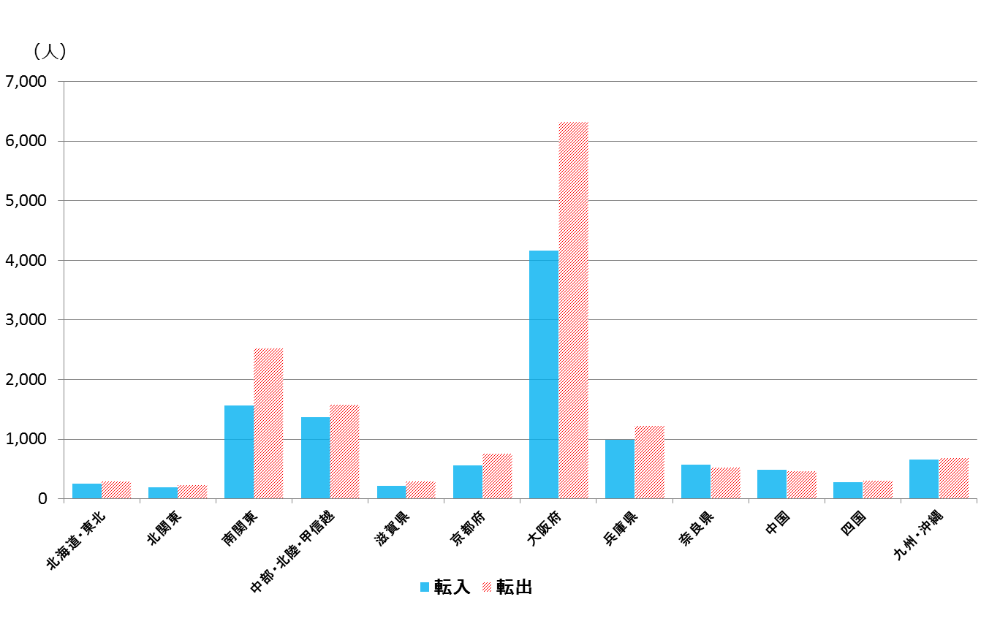 （人）
7,000
6,000
5,000
4,000
3,000
2,000
1,000
0
北海道・東北
北関東
南関東
中部・北陸・甲信越
滋賀県
京都府
大阪府
兵庫県
奈良県
中国
四国
九州・沖縄
転入
転出